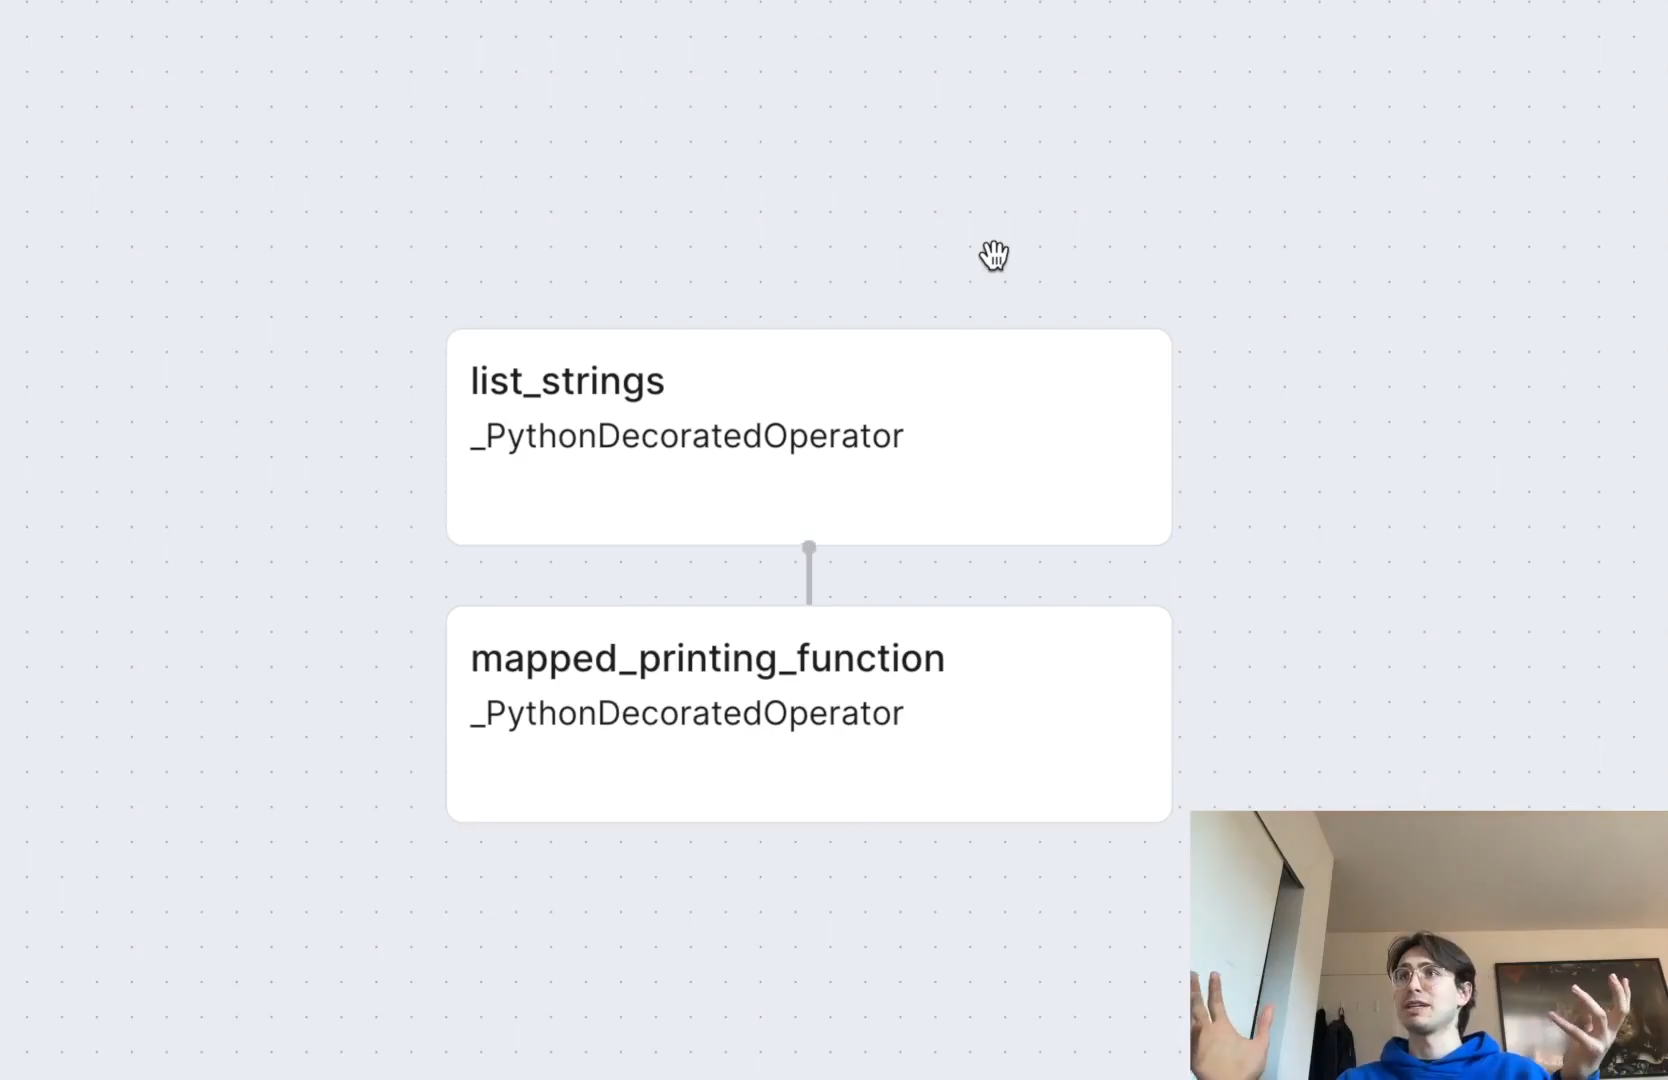 list_strings
_PythonDecoratedOperator
mapped_printing_function
_PythonDecoratedOperator